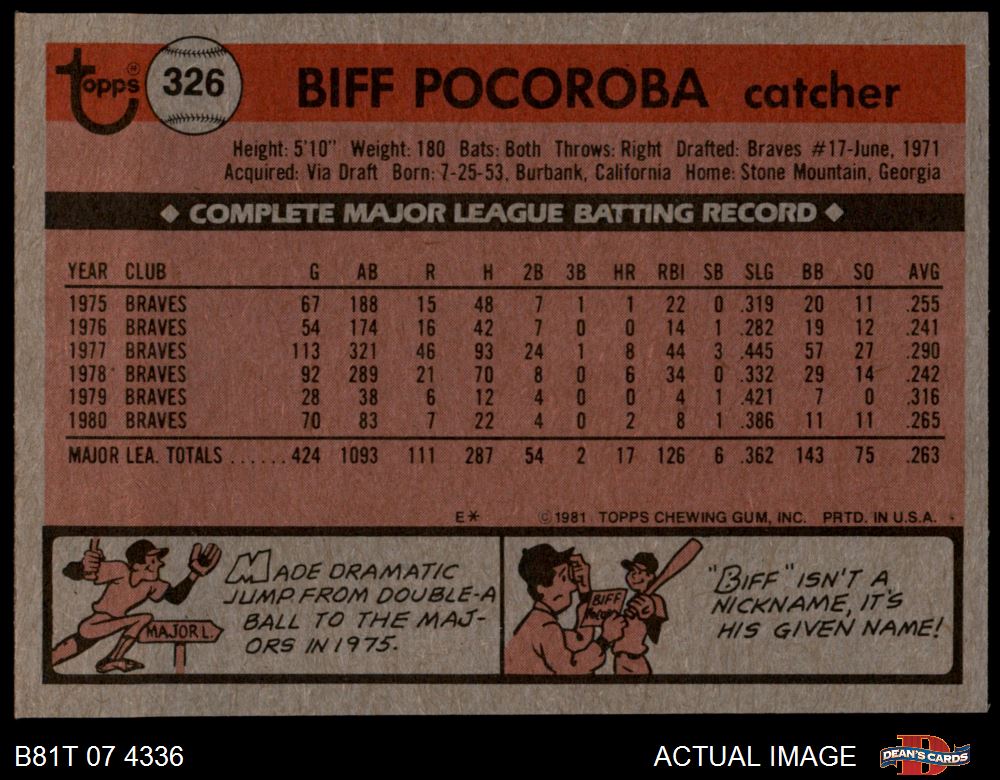 Topps® 326 BIFF POCOROBA catcher
Height: 5'10" Weight: 180 Bats: Both Throws: Right Drafted: Braves #17-June, 1971
Acquired: Via Draft Born: 7-25-53, Burbank, California Home: Stone Mountain, Georgia
◆ COMPLETE MAJOR LEAGUE BATTING RECORD ◆
YEAR CLUB G AB R H 2B 3B HR RBI SB SLG BB SO AVG
1975 BRAVES 67 188 15 48 7 1 1 22 0 .319 20 11 .255
1976 BRAVES 54 174 16 42 7 0 0 14 1 .282 19 12 .241
1977 BRAVES 113 321 46 93 24 1 8 44 3 .445 57 27 .290
1978 BRAVES 92 289 21 70 8 0 6 34 0 .332 29 14 .242
1979 BRAVES 28 38 6 12 4 0 0 4 1 .421 7 0 .316
1980 BRAVES 70 83 7 22 4 0 2 8 1 .386 11 11 .265
MAJOR LEA. TOTALS ...... 424 1093 111 287 54 2 17 126 6 .362 143 75 .263
E* © 1981 TOPPS CHEWING GUM, INC. PRTD. IN U.S.A.
MADE DRAMATIC
JUMP FROM DOUBLE-A
BALL TO THE MAJ-
ORS IN 1975.
MAJOR L.
BIFF
"BIFF" ISN'T A
NICKNAME, IT'S
HIS GIVEN NAME!
B81T 07 4336 ACTUAL IMAGE DEAN'S CARDS